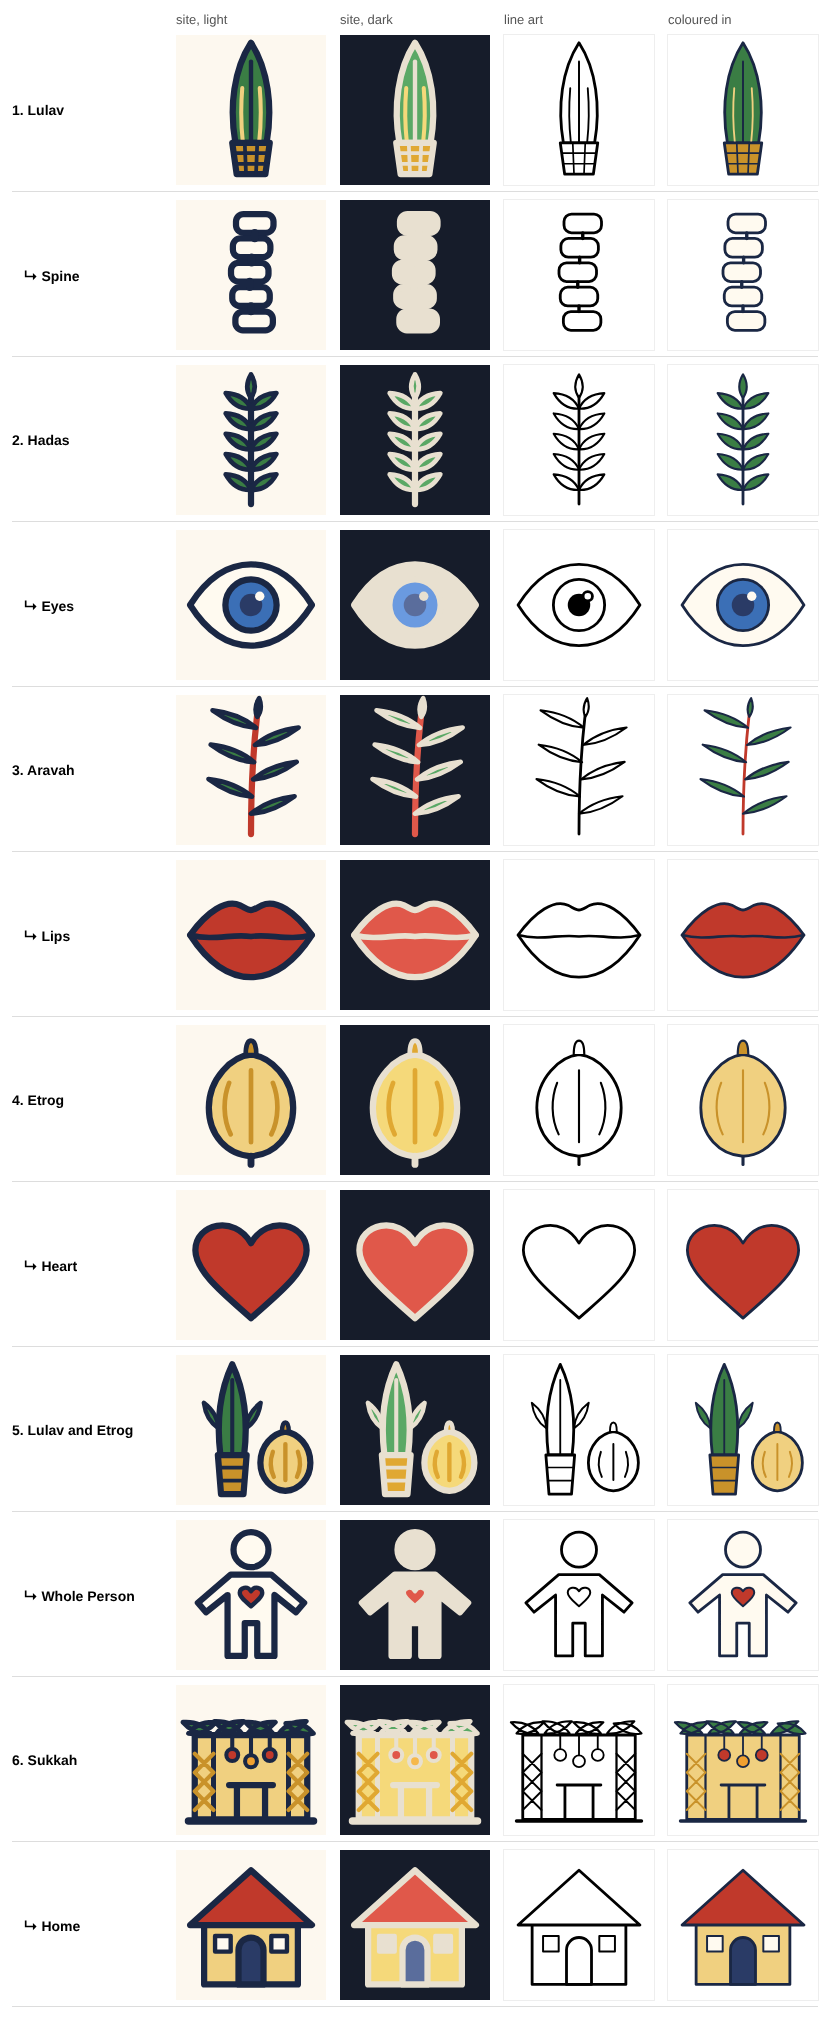 site, light
site, dark
line art
coloured in
1. Lulav
↳ Spine
2. Hadas
↳ Eyes
3. Aravah
↳ Lips
4. Etrog
↳ Heart
5. Lulav and Etrog
↳ Whole Person
6. Sukkah
↳ Home